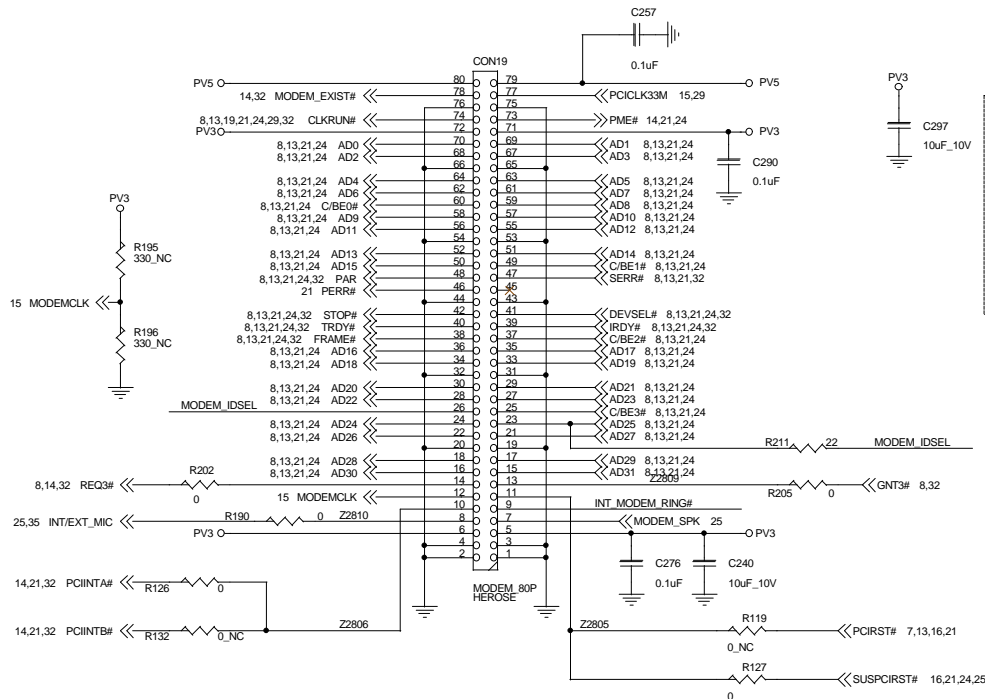 C257
0.1uF
CON19
PV5 80 79 PV5
14,32 MODEM_EXIST# 78 77 PCICLK33M 15,29
76 75
8,13,19,21,24,29,32 CLKRUN# 74 73 PME# 14,21,24
PV3 72 71 PV3
8,13,21,24 AD0 70 69 AD1 8,13,21,24
8,13,21,24 AD2 68 67 AD3 8,13,21,24
66 65
8,13,21,24 AD4 64 63 AD5 8,13,21,24
8,13,21,24 AD6 62 61 AD7 8,13,21,24
8,13,21,24 C/BE0# 60 59 AD8 8,13,21,24
8,13,21,24 AD9 58 57 AD10 8,13,21,24
8,13,21,24 AD11 56 55 AD12 8,13,21,24
54 53
8,13,21,24 AD13 52 51 AD14 8,13,21,24
8,13,21,24 AD15 50 49 C/BE1# 8,13,21,24
8,13,21,24,32 PAR 48 47 SERR# 8,21,32
21 PERR# 46 45
44 43
8,13,21,24,32 STOP# 42 41 DEVSEL# 8,13,21,24,32
8,13,21,24,32 TRDY# 40 39 IRDY# 8,13,21,24,32
8,13,21,24,32 FRAME# 38 37 C/BE2# 8,13,21,24
8,13,21,24 AD16 36 35 AD17 8,13,21,24
8,13,21,24 AD18 34 33 AD19 8,13,21,24
32 31
8,13,21,24 AD20 30 29 AD21 8,13,21,24
8,13,21,24 AD22 28 27 AD23 8,13,21,24
MODEM_IDSEL 26 25 C/BE3# 8,13,21,24
8,13,21,24 AD24 24 23 AD25 8,13,21,24
8,13,21,24 AD26 22 21 AD27 8,13,21,24
20 19
8,13,21,24 AD28 18 17 AD29 8,13,21,24
8,13,21,24 AD30 16 15 AD31 8,13,21,24
14 13 Z2809
15 MODEMCLK 12 11
10 9 INT_MODEM_RING#
Z2810 8 7 MODEM_SPK 25
PV3 6 5 PV3
4 3
2 1
MODEM_80P
HEROSE
PV3
C297
10uF_10V
C290
0.1uF
PV3
R195
330_NC
15 MODEMCLK
R196
330_NC
R211 22 MODEM_IDSEL
8,14,32 REQ3# R202
0
R205 0 GNT3# 8,32
25,35 INT/EXT_MIC R190 0
C276
0.1uF
C240
10uF_10V
14,21,32 PCIINTA# R126 0
14,21,32 PCIINTB# R132 0_NC
Z2806
Z2805
R119
0_NC
PCIRST# 7,13,16,21
R127
0
SUSPCIRST# 16,21,24,25